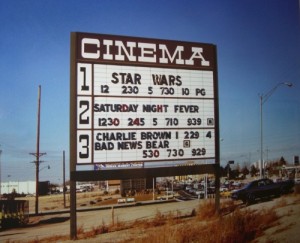 CINEMA
1 STAR WARS
12 230 5 730 10 PG
2 SATURDAY NIGHT FEVER
1230 245 5 710 939 R
3 CHARLIE BROWN 1 229 4
BAD NEWS BEAR
530 730 929